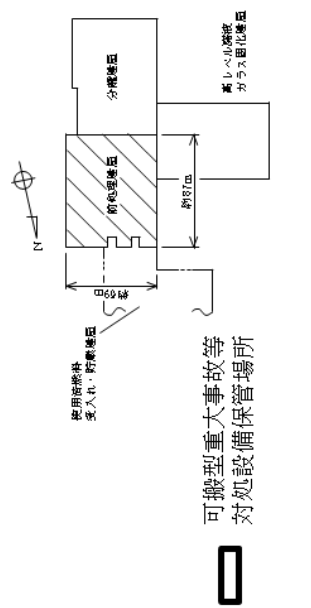 N
分離建屋
前処理建屋
高レベル廃液
ガラス固化建屋
約87m
約69m
使用済燃料
受入れ・貯蔵建屋
可搬型重大事故等
対処設備保管場所